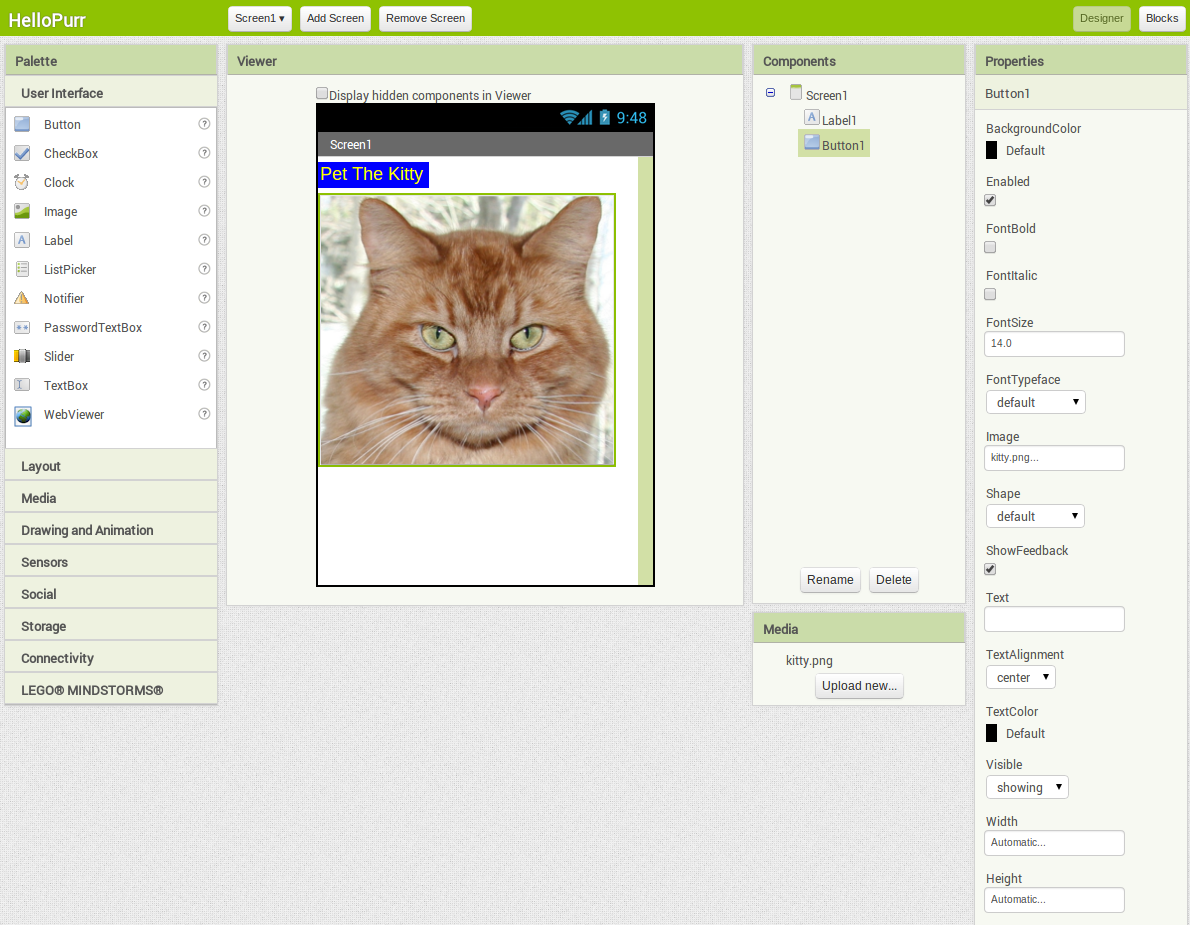 HelloPurr
Screen1 ▾ Add Screen Remove Screen
Designer Blocks
Palette
User Interface
Button ?
CheckBox ?
Clock ?
Image ?
Label ?
ListPicker ?
Notifier ?
PasswordTextBox ?
Slider ?
TextBox ?
WebViewer ?
Layout
Media
Drawing and Animation
Sensors
Social
Storage
Connectivity
LEGO® MINDSTORMS®
Viewer
Display hidden components in Viewer
9:48
Screen1
Pet The Kitty
Components
Screen1
A Label1
Button1
Rename Delete
Media
kitty.png
Upload new...
Properties
Button1
BackgroundColor
Default
Enabled
FontBold
FontItalic
FontSize
14.0
FontTypeface
default
Image
kitty.png...
Shape
default
ShowFeedback
Text
TextAlignment
center
TextColor
Default
Visible
showing
Width
Automatic...
Height
Automatic...